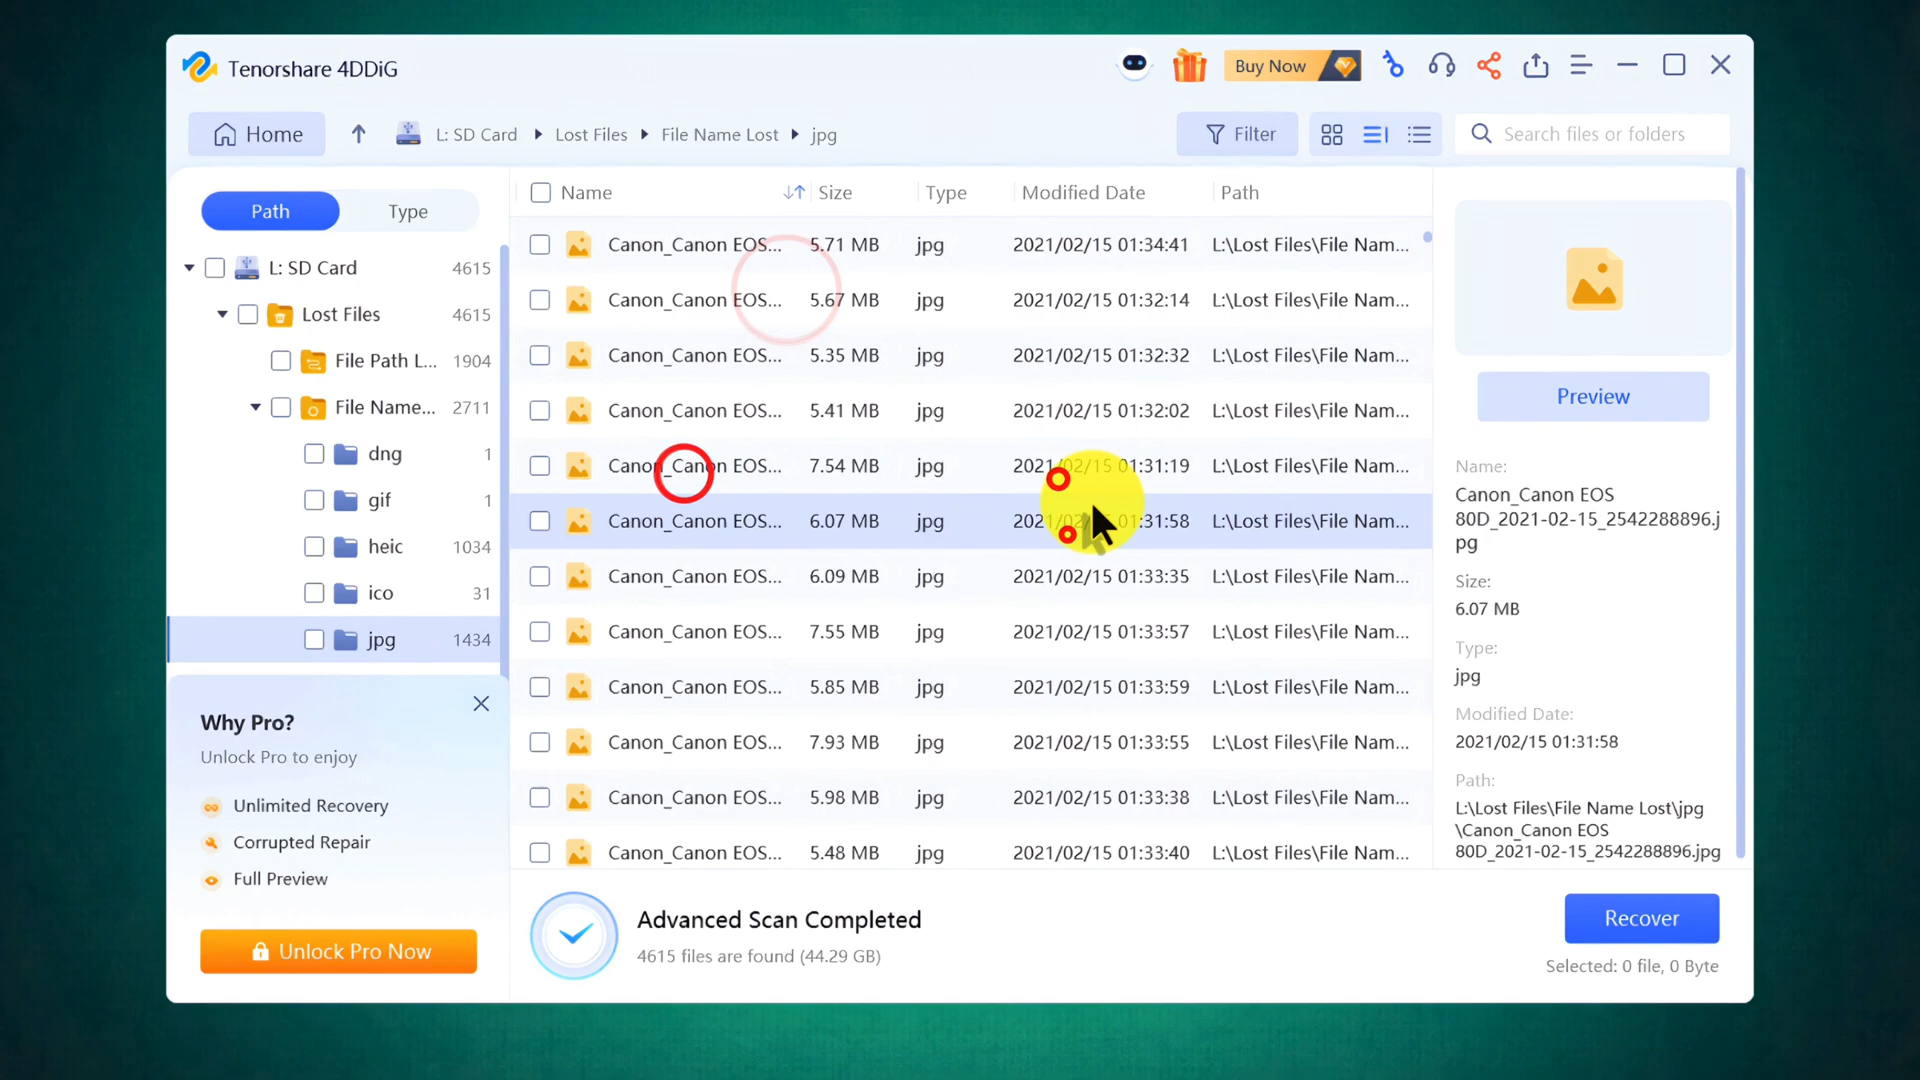 Tenorshare 4DDiG
Buy Now
Home
L: SD Card
Lost Files
File Name Lost
jpg
Filter
Search files or folders
Path
Type
L: SD Card 4615
Lost Files 4615
File Path L... 1904
File Name... 2711
dng 1
gif 1
heic 1034
ico 31
jpg 1434
Why Pro?
Unlock Pro to enjoy
Unlimited Recovery
Corrupted Repair
Full Preview
Unlock Pro Now
Name Size Type Modified Date Path
Canon_Canon EOS... 5.71 MB jpg 2021/02/15 01:34:41 L:\Lost Files\File Nam...
Canon_Canon EOS... 5.67 MB jpg 2021/02/15 01:32:14 L:\Lost Files\File Nam...
Canon_Canon EOS... 5.35 MB jpg 2021/02/15 01:32:32 L:\Lost Files\File Nam...
Canon_Canon EOS... 5.41 MB jpg 2021/02/15 01:32:02 L:\Lost Files\File Nam...
Canon_Canon EOS... 7.54 MB jpg 2021/02/15 01:31:19 L:\Lost Files\File Nam...
Canon_Canon EOS... 6.07 MB jpg 2021/02/15 01:31:58 L:\Lost Files\File Nam...
Canon_Canon EOS... 6.09 MB jpg 2021/02/15 01:33:35 L:\Lost Files\File Nam...
Canon_Canon EOS... 7.55 MB jpg 2021/02/15 01:33:57 L:\Lost Files\File Nam...
Canon_Canon EOS... 5.85 MB jpg 2021/02/15 01:33:59 L:\Lost Files\File Nam...
Canon_Canon EOS... 7.93 MB jpg 2021/02/15 01:33:55 L:\Lost Files\File Nam...
Canon_Canon EOS... 5.98 MB jpg 2021/02/15 01:33:38 L:\Lost Files\File Nam...
Canon_Canon EOS... 5.48 MB jpg 2021/02/15 01:33:40 L:\Lost Files\File Nam...
Preview
Name:
Canon_Canon EOS
80D_2021-02-15_2542288896.j
pg
Size:
6.07 MB
Type:
jpg
Modified Date:
2021/02/15 01:31:58
Path:
L:\Lost Files\File Name Lost\jpg
\Canon_Canon EOS
80D_2021-02-15_2542288896.jpg
Advanced Scan Completed
4615 files are found (44.29 GB)
Recover
Selected: 0 file, 0 Byte